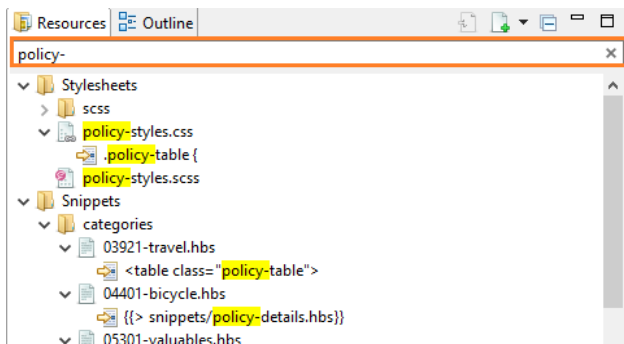 Resources Outline
policy-
Stylesheets
scss
policy-styles.css
.policy-table {
policy-styles.scss
Snippets
categories
03921-travel.hbs
<table class="policy-table">
04401-bicycle.hbs
{{> snippets/policy-details.hbs}}
05301-valuables.hbs